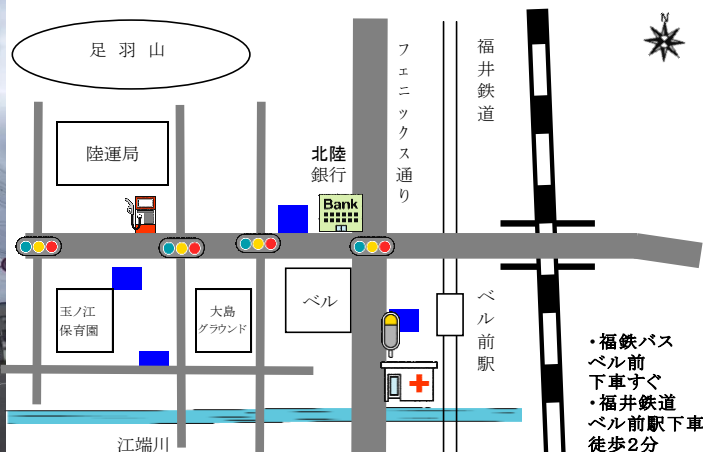 N
足羽山
フェニックス通り
福井鉄道
陸運局
北陸
銀行
Bank
玉ノ江
保育園
大島
グラウンド
ベル
ベル前駅
江端川
・福鉄バス
ベル前
下車すぐ
・福井鉄道
ベル前駅下車
徒歩2分